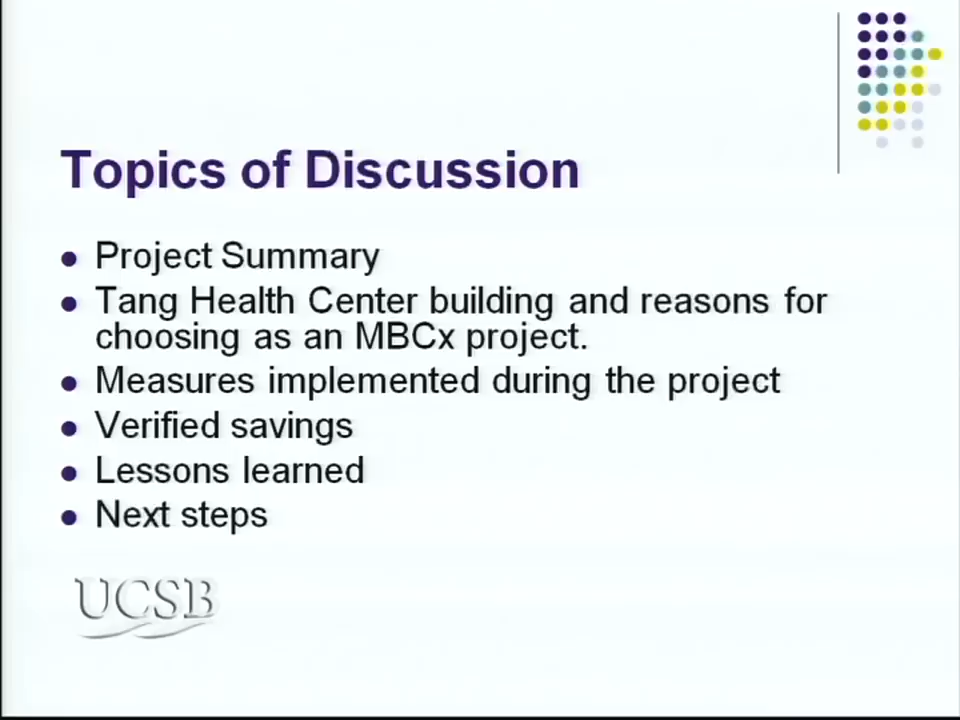 Topics of Discussion
Project Summary
Tang Health Center building and reasons for
choosing as an MBCx project.
Measures implemented during the project
Verified savings
Lessons learned
Next steps
UCSB